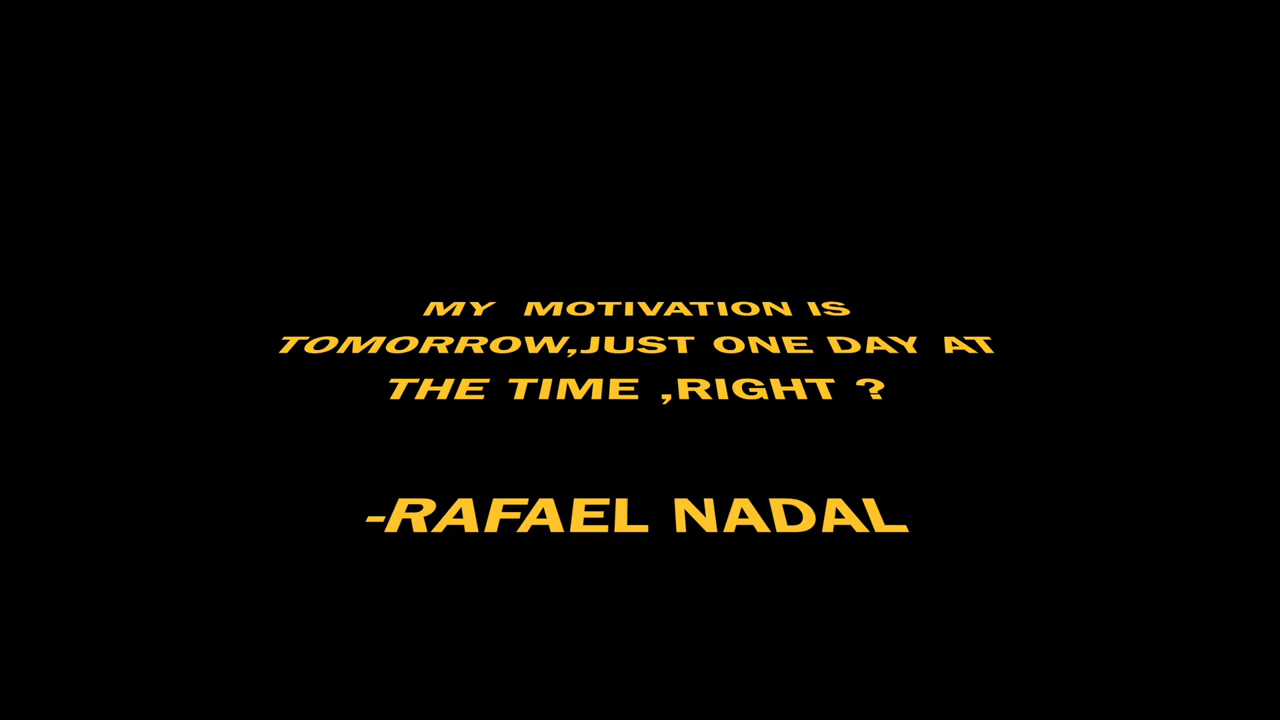 MY  MOTIVATION IS
TOMORROW,JUST ONE DAY AT
THE TIME ,RIGHT ?
-RAFAEL NADAL